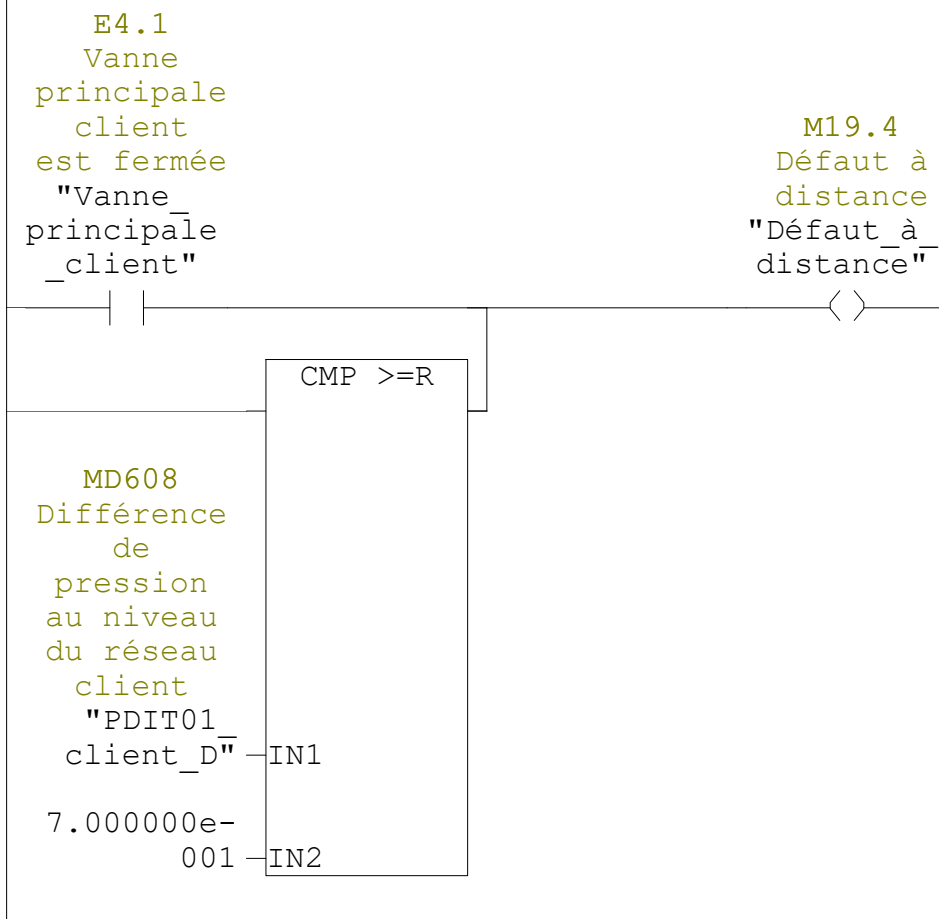 E4.1
Vanne
principale
client
est fermée
"Vanne_
principale
_client"
M19.4
Défaut à
distance
"Défaut_à_
distance"
CMP >=R
MD608
Différence
de
pression
au niveau
du réseau
client
"PDIT01_
client_D"
IN1
7.000000e-
001
IN2